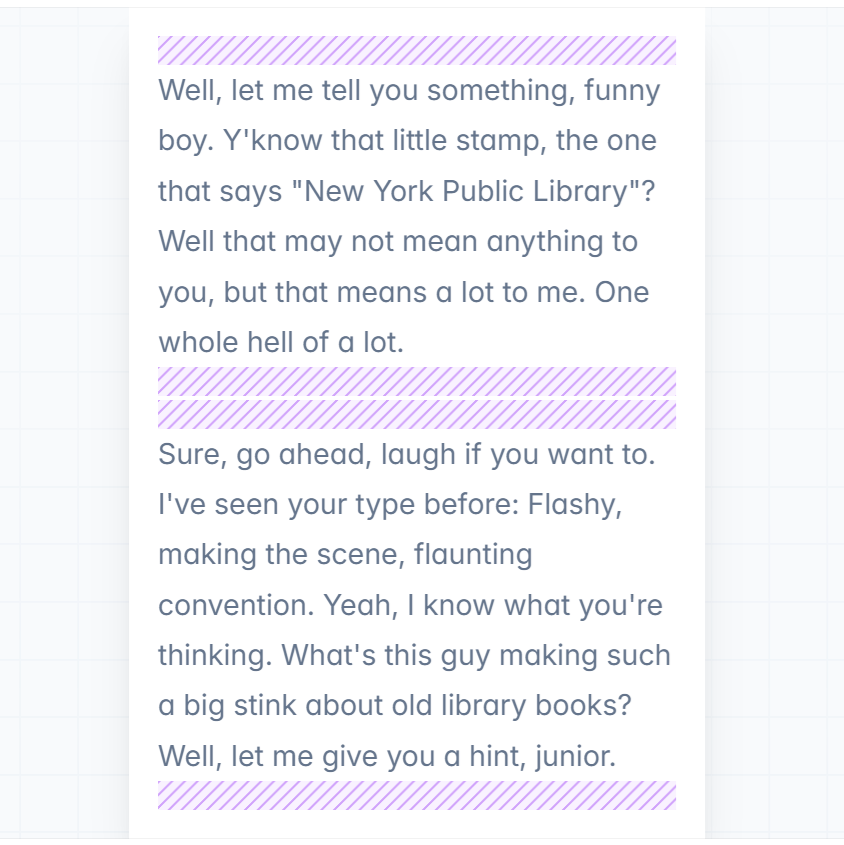 Well, let me tell you something, funny
boy. Y'know that little stamp, the one
that says "New York Public Library"?
Well that may not mean anything to
you, but that means a lot to me. One
whole hell of a lot.
Sure, go ahead, laugh if you want to.
I've seen your type before: Flashy,
making the scene, flaunting
convention. Yeah, I know what you're
thinking. What's this guy making such
a big stink about old library books?
Well, let me give you a hint, junior.